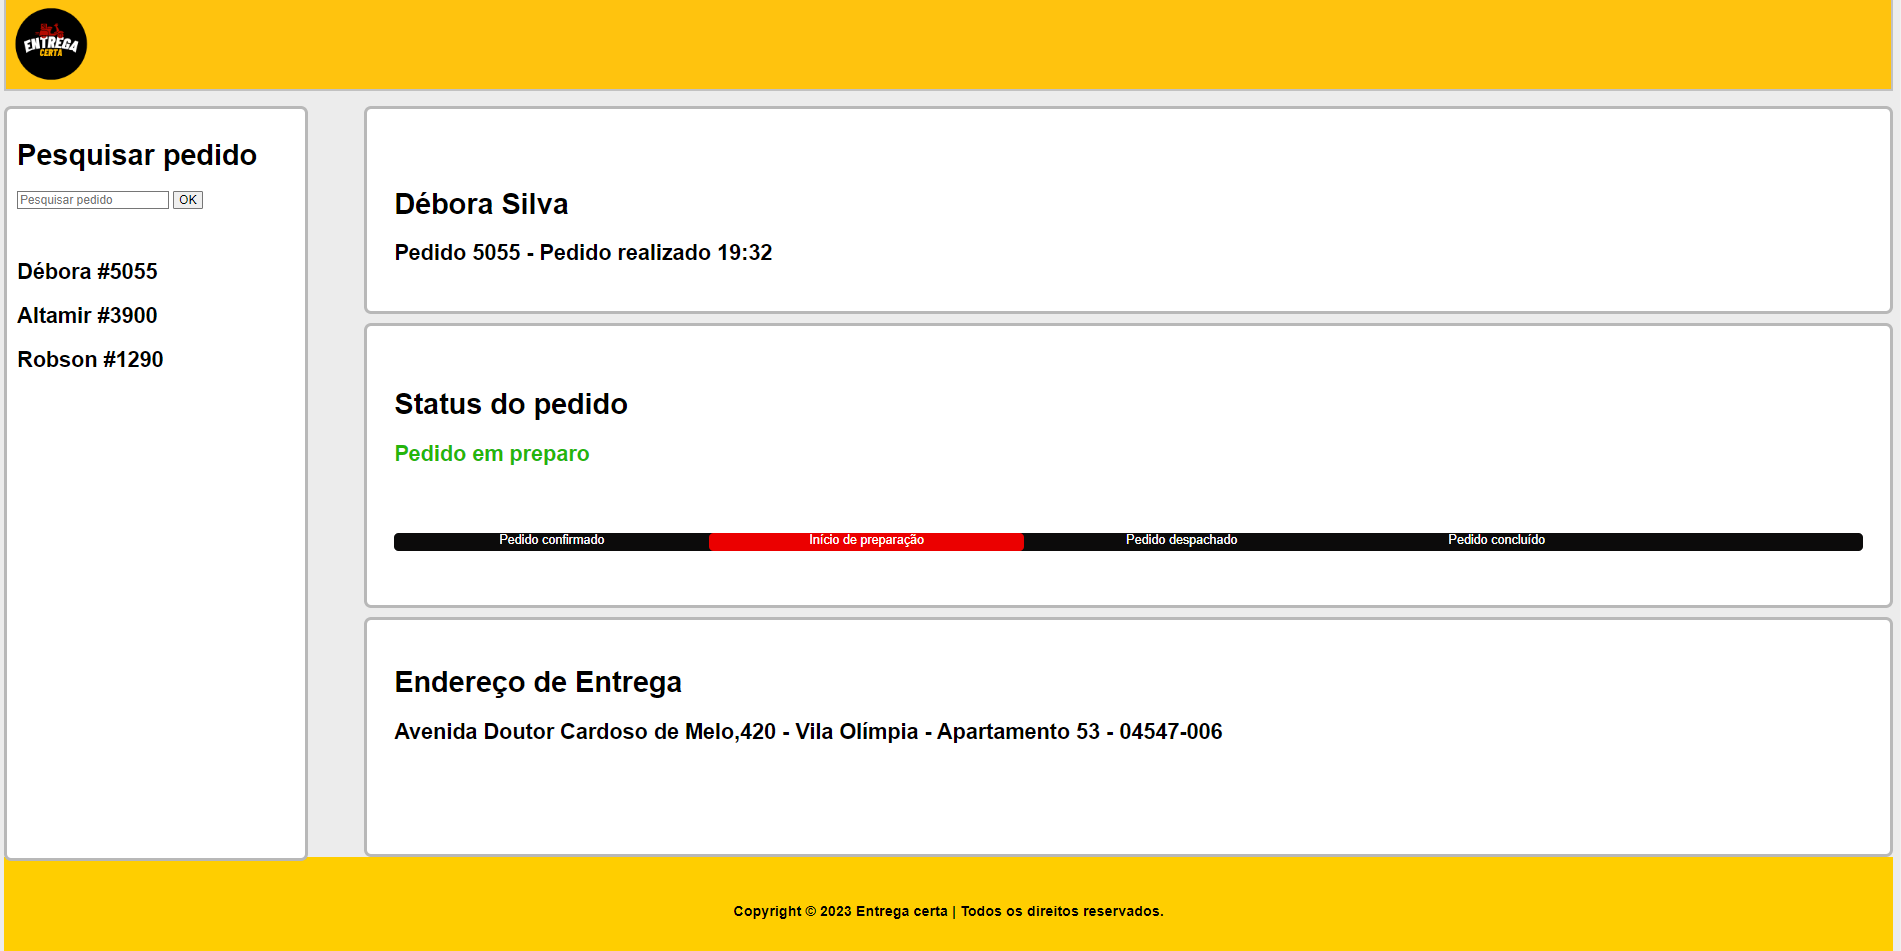 ENTREGA
CERTA
Pesquisar pedido
Pesquisar pedido OK
Débora #5055
Altamir #3900
Robson #1290
Débora Silva
Pedido 5055 - Pedido realizado 19:32
Status do pedido
Pedido em preparo
Pedido confirmado Início de preparação Pedido despachado Pedido concluído
Endereço de Entrega
Avenida Doutor Cardoso de Melo,420 - Vila Olímpia - Apartamento 53 - 04547-006
Copyright © 2023 Entrega certa | Todos os direitos reservados.